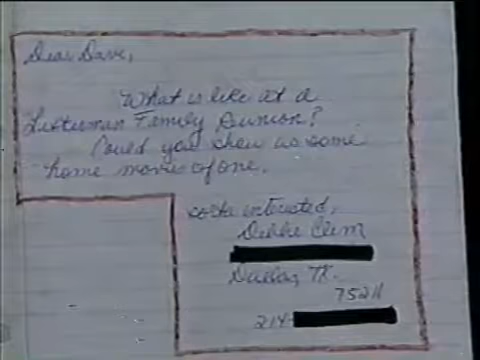 Dear Dave,
What is like at a
Letterman Family Reunion?
Could you show us some
home movies of one.
interested,
Debbie Clem
Dallas, TX.
75211
214-